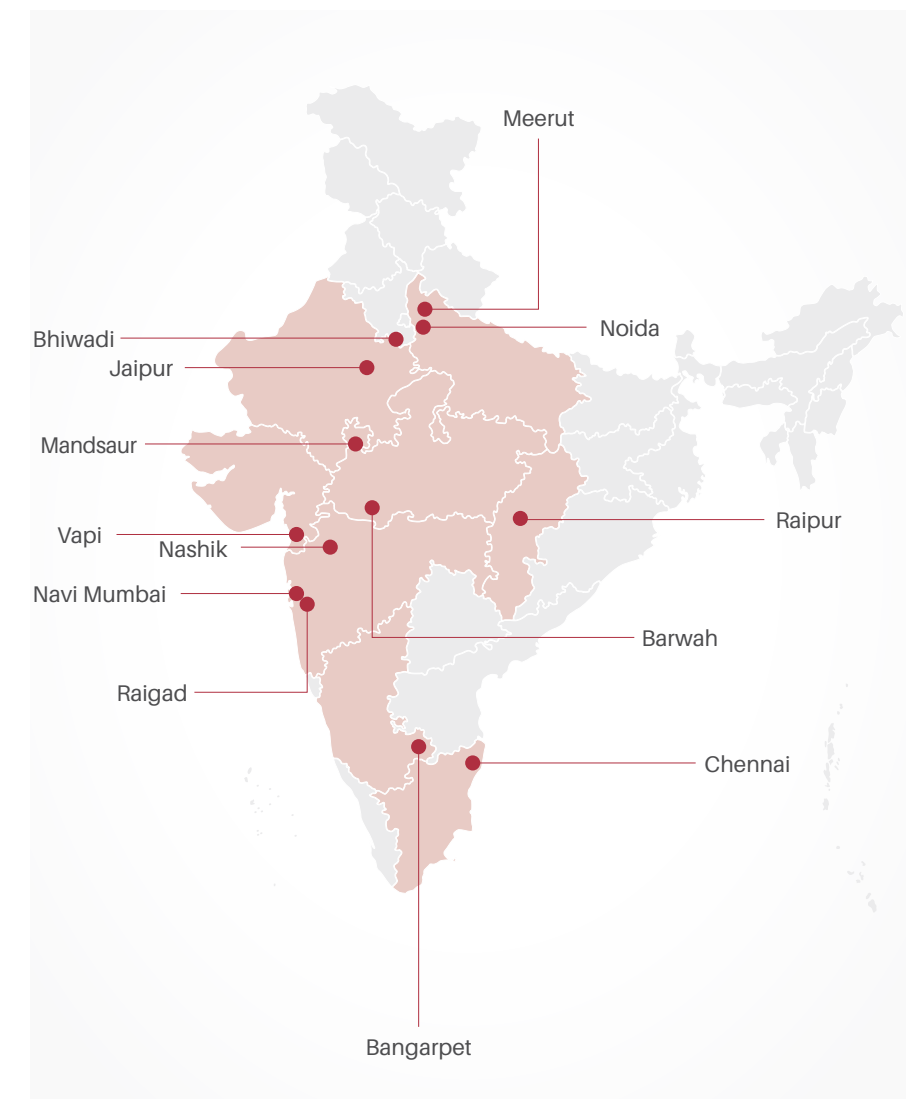 Meerut
Noida
Bhiwadi
Jaipur
Mandsaur
Raipur
Vapi
Nashik
Navi Mumbai
Barwah
Raigad
Chennai
Bangarpet